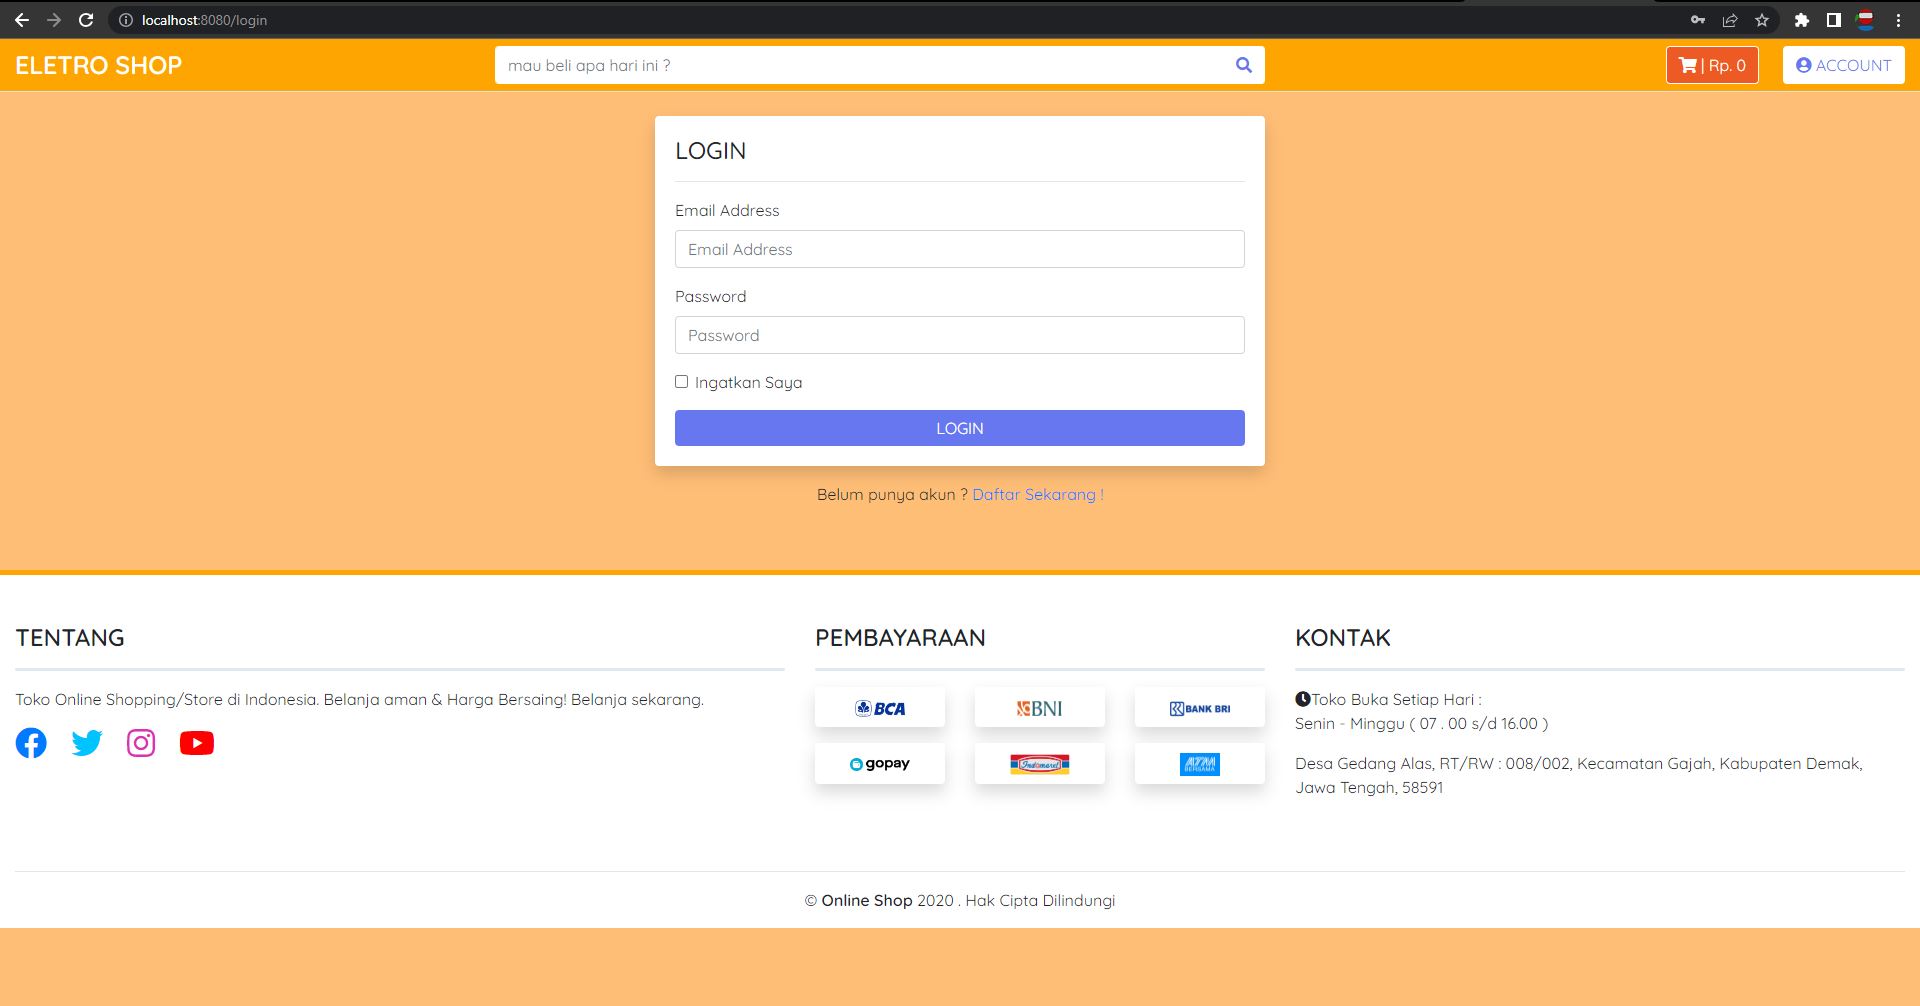 localhost:8080/login
ELETRO SHOP
mau beli apa hari ini ?
| Rp. 0
ACCOUNT
LOGIN
Email Address
Email Address
Password
Password
Ingatkan Saya
LOGIN
Belum punya akun ? Daftar Sekarang !
TENTANG
Toko Online Shopping/Store di Indonesia. Belanja aman & Harga Bersaing! Belanja sekarang.
PEMBAYARAAN
BCA
BNI
BANK BRI
gopay
Indomaret
ATM
BERSAMA
KONTAK
Toko Buka Setiap Hari :
Senin - Minggu ( 07 . 00 s/d 16.00 )
Desa Gedang Alas, RT/RW : 008/002, Kecamatan Gajah, Kabupaten Demak,
Jawa Tengah, 58591
© Online Shop 2020 . Hak Cipta Dilindungi